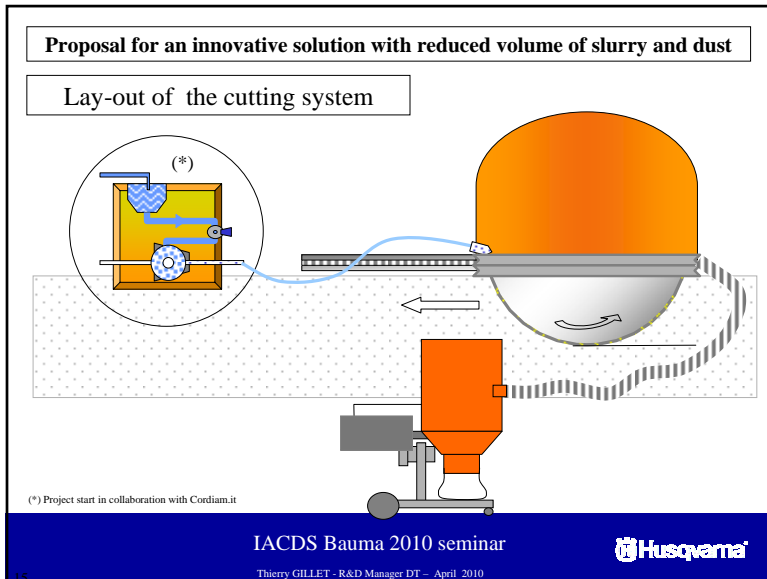 Proposal for an innovative solution with reduced volume of slurry and dust
Lay-out of the cutting system
(*)
(*) Project start in collaboration with Cordiam.it
IACDS Bauma 2010 seminar
Husqvarna
Thierry GILLET - R&D Manager DT – April 2010